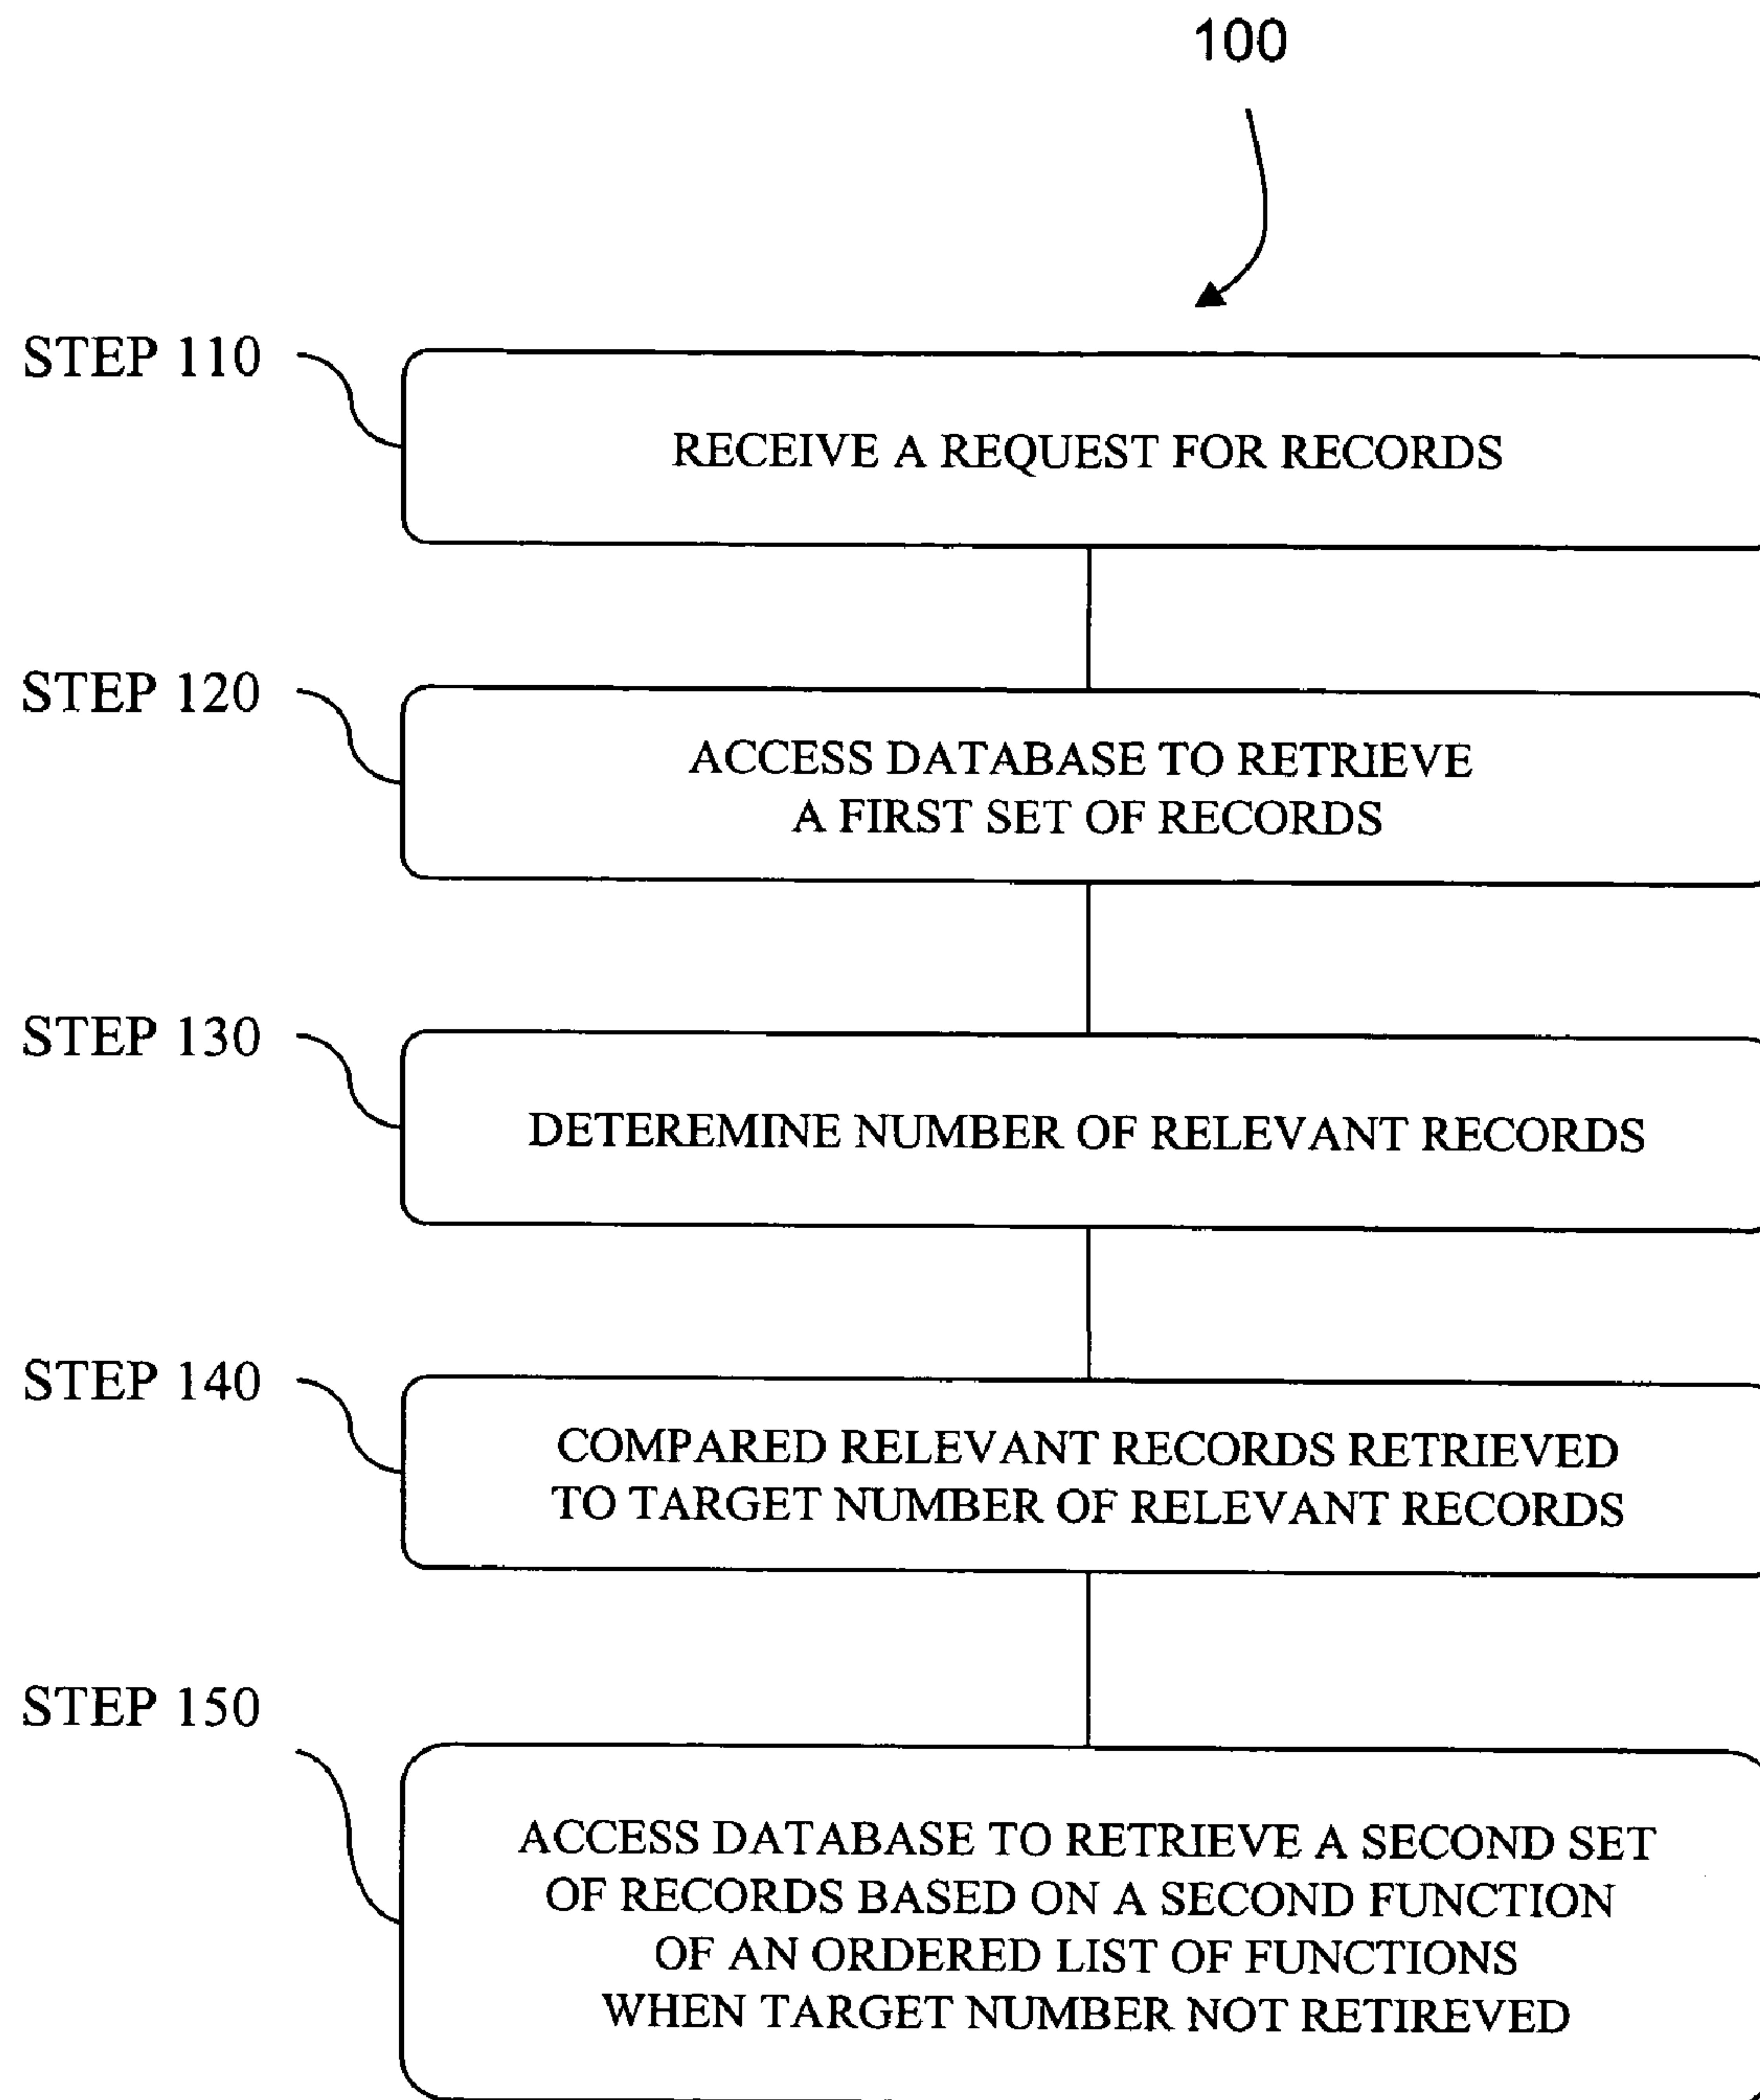 100
STEP 110
RECEIVE A REQUEST FOR RECORDS
STEP 120
ACCESS DATABASE TO RETRIEVE
A FIRST SET OF RECORDS
STEP 130
DETEREMINE NUMBER OF RELEVANT RECORDS
STEP 140
COMPARED RELEVANT RECORDS RETRIEVED
TO TARGET NUMBER OF RELEVANT RECORDS
STEP 150
ACCESS DATABASE TO RETRIEVE A SECOND SET
OF RECORDS BASED ON A SECOND FUNCTION
OF AN ORDERED LIST OF FUNCTIONS
WHEN TARGET NUMBER NOT RETIREVED